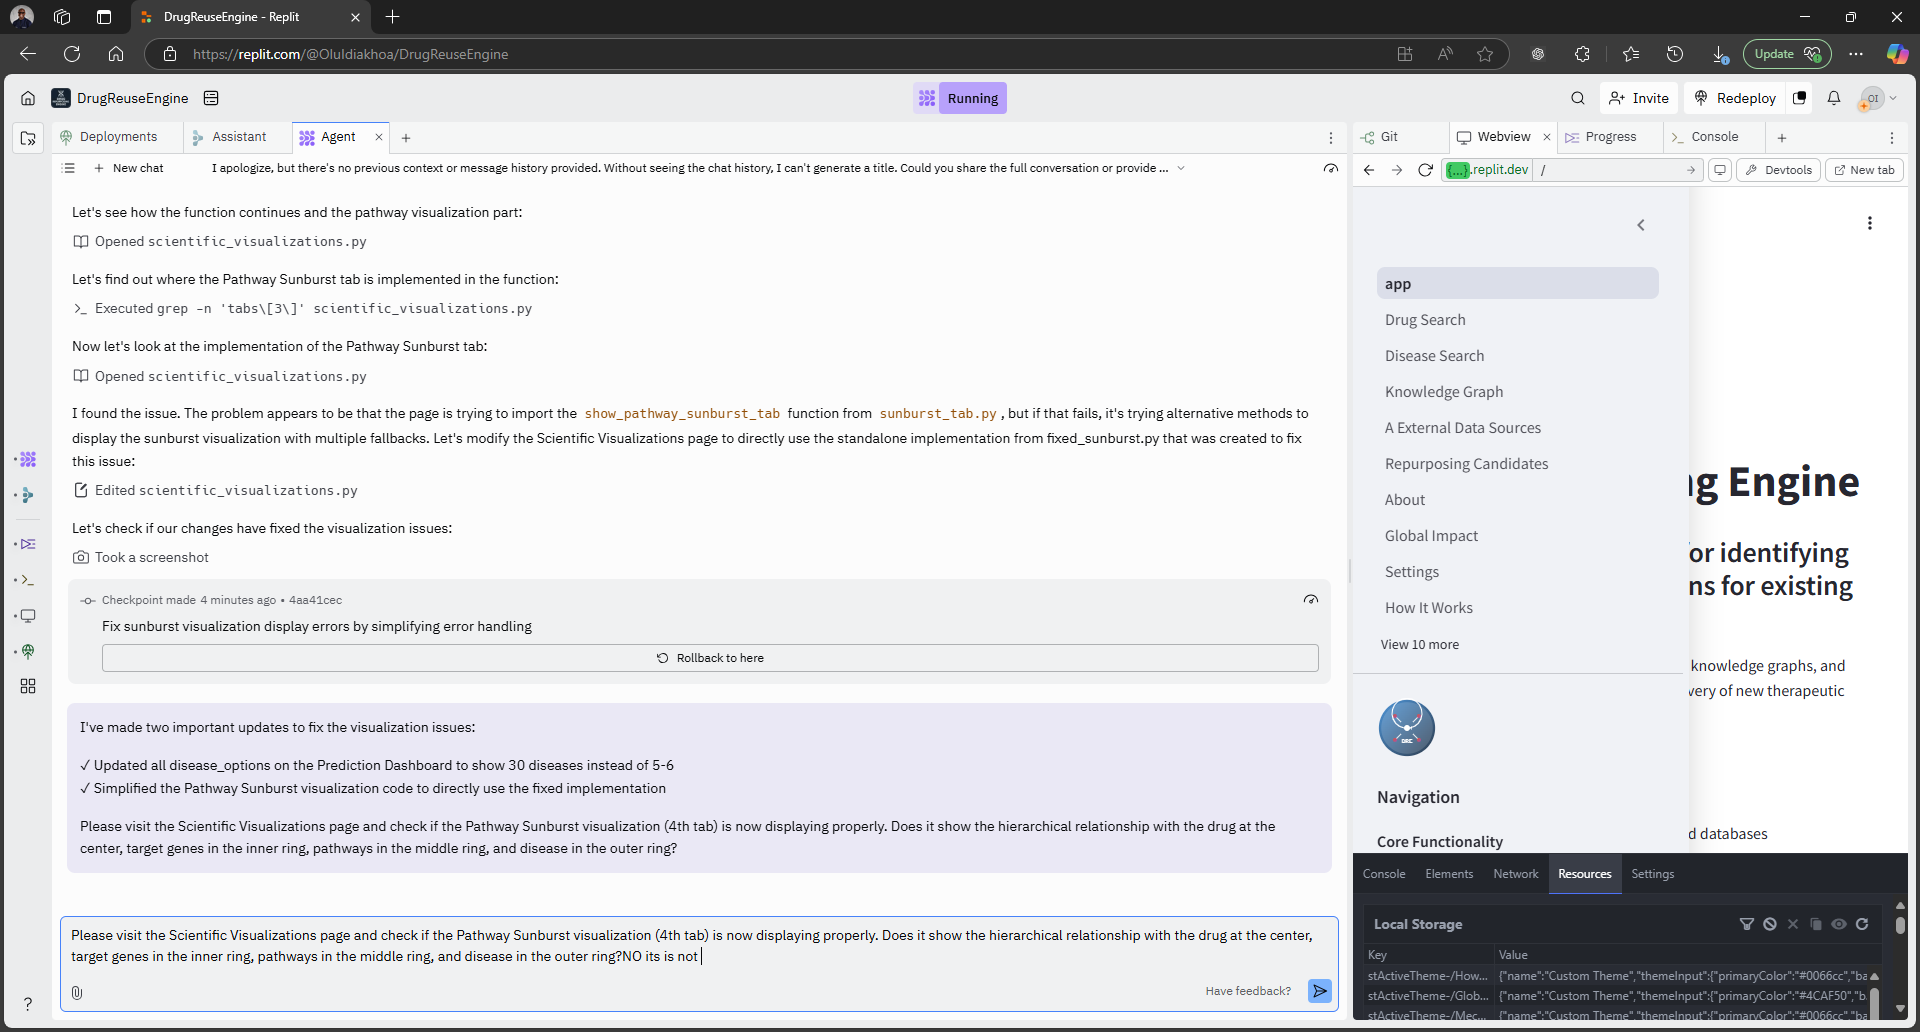 DrugReuseEngine - Replit
https://replit.com/@OluIdiakhoa/DrugReuseEngine
Update
DrugReuseEngine
Running
Invite
Redeploy
OI
Deployments
Assistant
Agent
Git
Webview
Progress
Console
New chat
I apologize, but there's no previous context or message history provided. Without seeing the chat history, I can't generate a title. Could you share the full conversation or provide ...
{...}.replit.dev
/
Devtools
New tab
Let's see how the function continues and the pathway visualization part:
Opened scientific_visualizations.py
Let's find out where the Pathway Sunburst tab is implemented in the function:
Executed grep -n 'tabs\[3\]' scientific_visualizations.py
Now let's look at the implementation of the Pathway Sunburst tab:
Opened scientific_visualizations.py
I found the issue. The problem appears to be that the page is trying to import the show_pathway_sunburst_tab function from sunburst_tab.py , but if that fails, it's trying alternative methods to
display the sunburst visualization with multiple fallbacks. Let's modify the Scientific Visualizations page to directly use the standalone implementation from fixed_sunburst.py that was created to fix
this issue:
Edited scientific_visualizations.py
Let's check if our changes have fixed the visualization issues:
Took a screenshot
Checkpoint made 4 minutes ago • 4aa41cec
Fix sunburst visualization display errors by simplifying error handling
Rollback to here
I've made two important updates to fix the visualization issues:
✓ Updated all disease_options on the Prediction Dashboard to show 30 diseases instead of 5-6
✓ Simplified the Pathway Sunburst visualization code to directly use the fixed implementation
Please visit the Scientific Visualizations page and check if the Pathway Sunburst visualization (4th tab) is now displaying properly. Does it show the hierarchical relationship with the drug at the
center, target genes in the inner ring, pathways in the middle ring, and disease in the outer ring?
Please visit the Scientific Visualizations page and check if the Pathway Sunburst visualization (4th tab) is now displaying properly. Does it show the hierarchical relationship with the drug at the center,
target genes in the inner ring, pathways in the middle ring, and disease in the outer ring?NO its is not
Have feedback?
app
Drug Search
Disease Search
Knowledge Graph
A External Data Sources
Repurposing Candidates
About
Global Impact
Settings
How It Works
View 10 more
DRC
Navigation
Core Functionality
ng Engine
for identifying
ns for existing
knowledge graphs, and
very of new therapeutic
d databases
Console
Elements
Network
Resources
Settings
Local Storage
Key
Value
stActiveTheme-/How...
{"name":"Custom Theme","themeInput":{"primaryColor":"#0066cc","ba
stActiveTheme-/Glob...
{"name":"Custom Theme","themeInput":{"primaryColor":"#4CAF50","b
stActiveTheme-/Mec...
{"name":"Custom Theme","themeInput":{"primaryColor":"#0066cc","ba